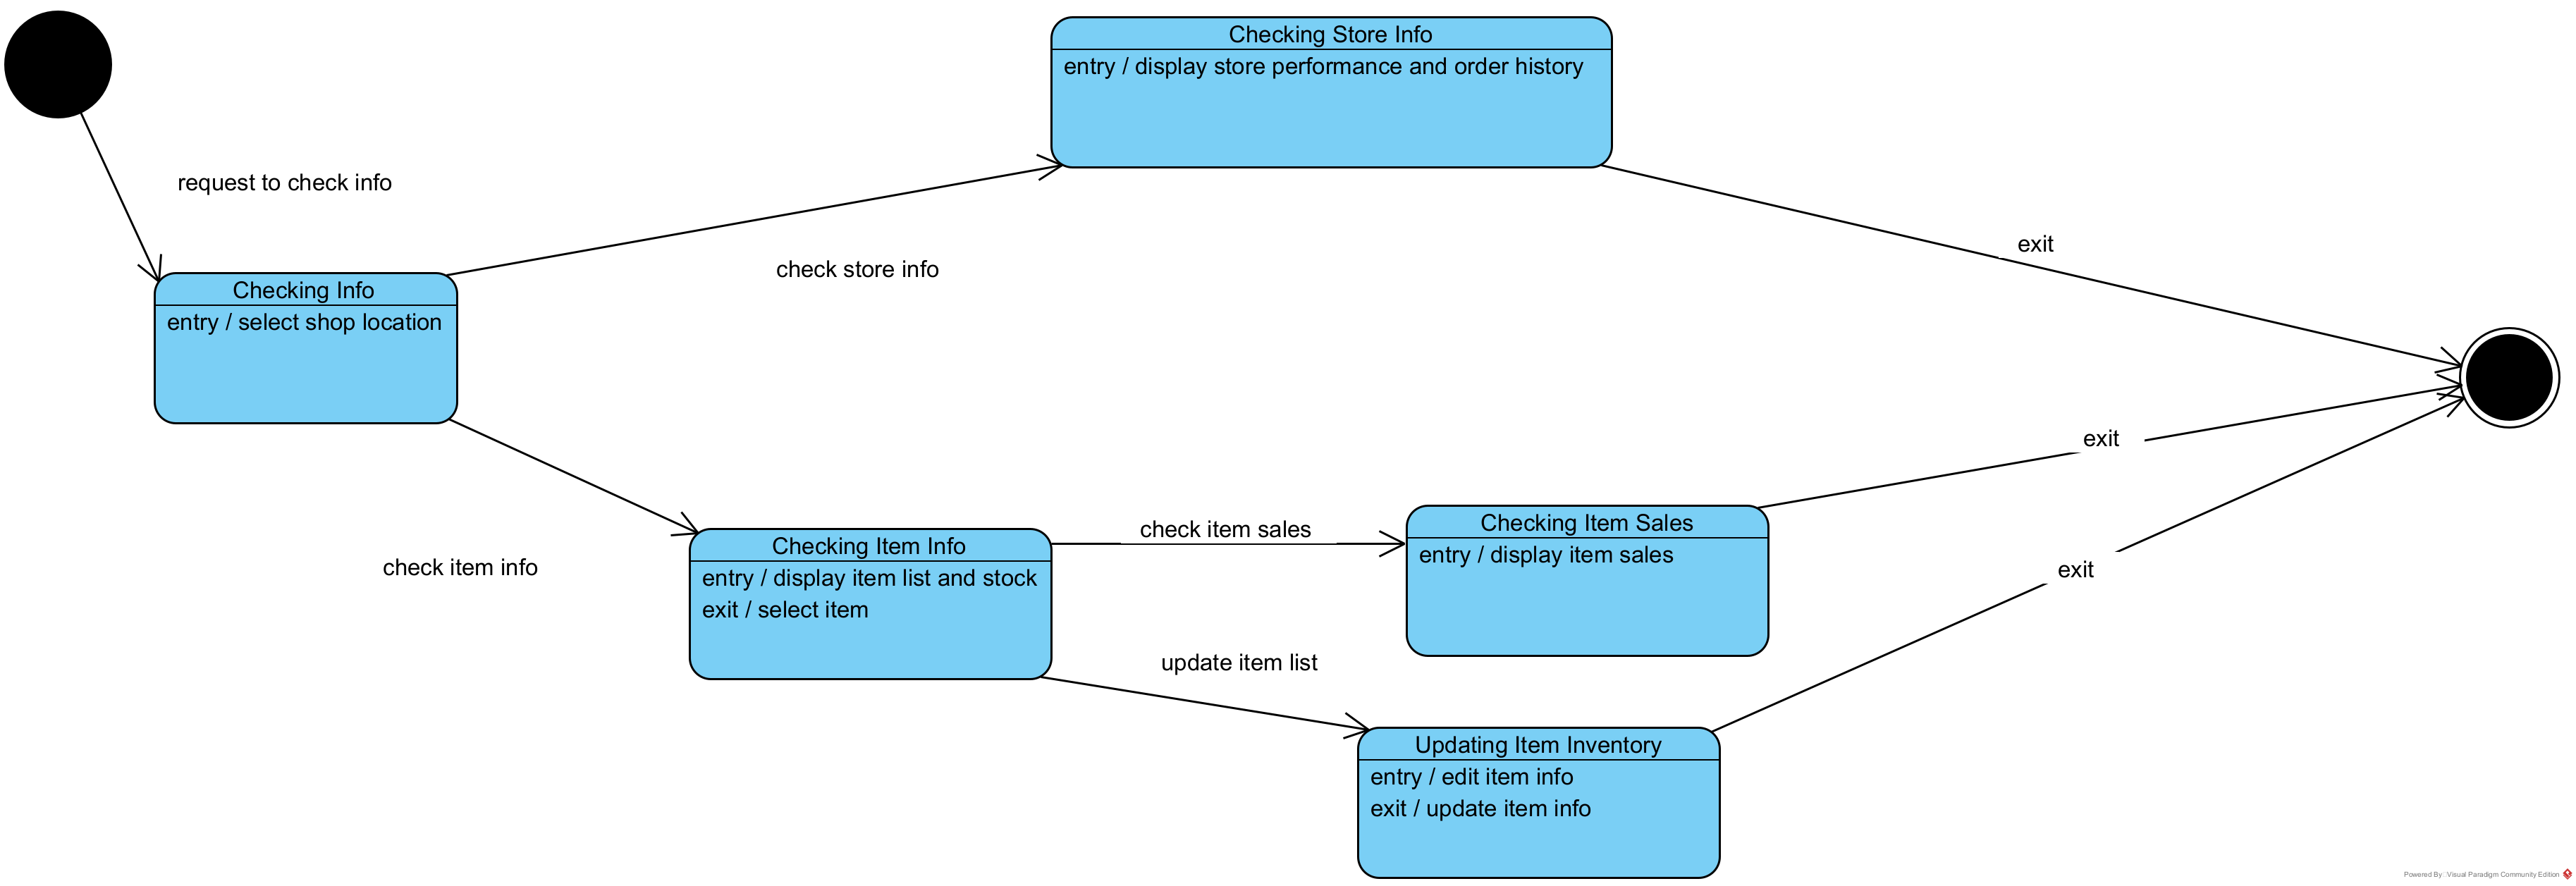 Checking Store Info
entry / display store performance and order history
request to check info
exit
check store info
Checking Info
entry / select shop location
exit
check item sales
Checking Item Sales
entry / display item sales
Checking Item Info
entry / display item list and stock
exit / select item
check item info
exit
update item list
Updating Item Inventory
entry / edit item info
exit / update item info
Powered By Visual Paradigm Community Edition